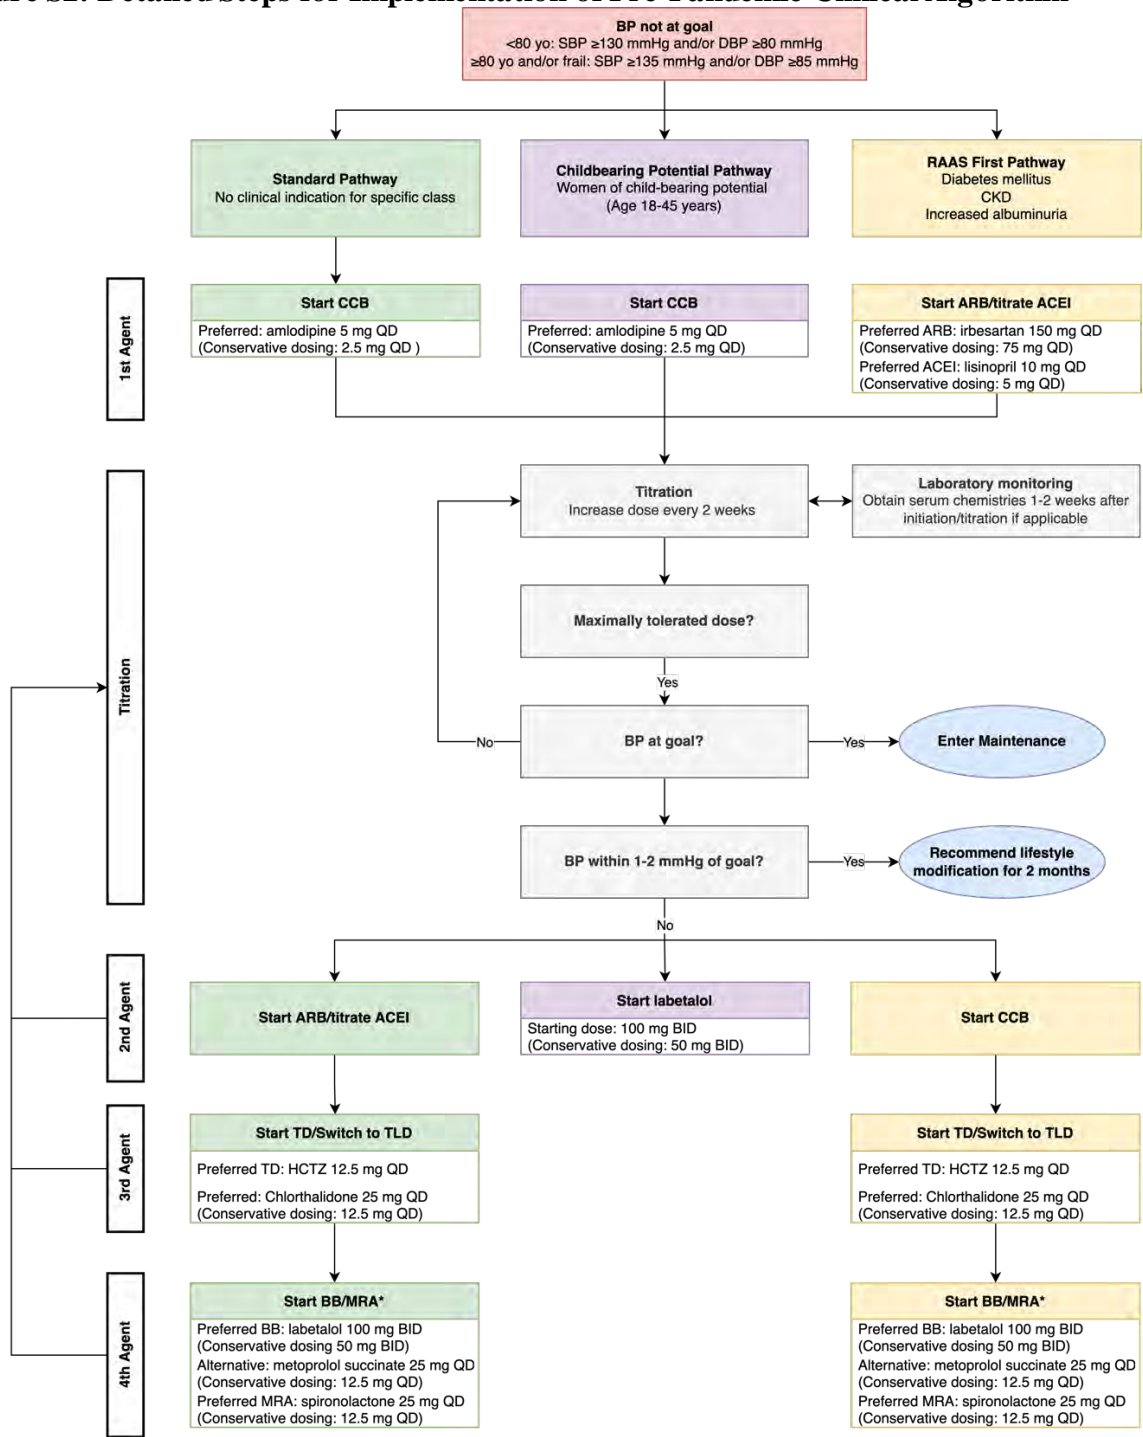 S2: Detailed Steps for Implementation of Pre-Pandemic Clinical Algorithm
BP not at goal
<80 yo: SBP ≥130 mmHg and/or DBP ≥80 mmHg
≥80 yo and/or frail: SBP ≥135 mmHg and/or DBP ≥85 mmHg
Standard Pathway
No clinical indication for specific class
Childbearing Potential Pathway
Women of child-bearing potential
(Age 18-45 years)
RAAS First Pathway
Diabetes mellitus
CKD
Increased albuminuria
1st Agent
Start CCB
Preferred: amlodipine 5 mg QD
(Conservative dosing: 2.5 mg QD )
Start CCB
Preferred: amlodipine 5 mg QD
(Conservative dosing: 2.5 mg QD)
Start ARB/titrate ACEI
Preferred ARB: irbesartan 150 mg QD
(Conservative dosing: 75 mg QD)
Preferred ACEI: lisinopril 10 mg QD
(Conservative dosing: 5 mg QD)
Titration
Titration
Increase dose every 2 weeks
Laboratory monitoring
Obtain serum chemistries 1-2 weeks after
initiation/titration if applicable
Maximally tolerated dose?
Yes
No
BP at goal?
Yes
Enter Maintenance
BP within 1-2 mmHg of goal?
Yes
Recommend lifestyle
modification for 2 months
No
2nd Agent
Start ARB/titrate ACEI
Start labetalol
Starting dose: 100 mg BID
(Conservative dosing: 50 mg BID)
Start CCB
3rd Agent
Start TD/Switch to TLD
Preferred TD: HCTZ 12.5 mg QD
Preferred: Chlorthalidone 25 mg QD
(Conservative dosing: 12.5 mg QD)
Start TD/Switch to TLD
Preferred TD: HCTZ 12.5 mg QD
Preferred: Chlorthalidone 25 mg QD
(Conservative dosing: 12.5 mg QD)
4th Agent
Start BB/MRA*
Preferred BB: labetalol 100 mg BID
(Conservative dosing 50 mg BID)
Alternative: metoprolol succinate 25 mg QD
(Conservative dosing: 12.5 mg QD)
Preferred MRA: spironolactone 25 mg QD
(Conservative dosing: 12.5 mg QD)
Start BB/MRA*
Preferred BB: labetalol 100 mg BID
(Conservative dosing 50 mg BID)
Alternative: metoprolol succinate 25 mg QD
(Conservative dosing: 12.5 mg QD)
Preferred MRA: spironolactone 25 mg QD
(Conservative dosing: 12.5 mg QD)